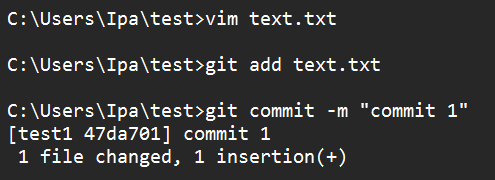 C:\Users\Ipa\test>vim text.txt
C:\Users\Ipa\test>git add text.txt
C:\Users\Ipa\test>git commit -m "commit 1"
[test1 47da701] commit 1
 1 file changed, 1 insertion(+)